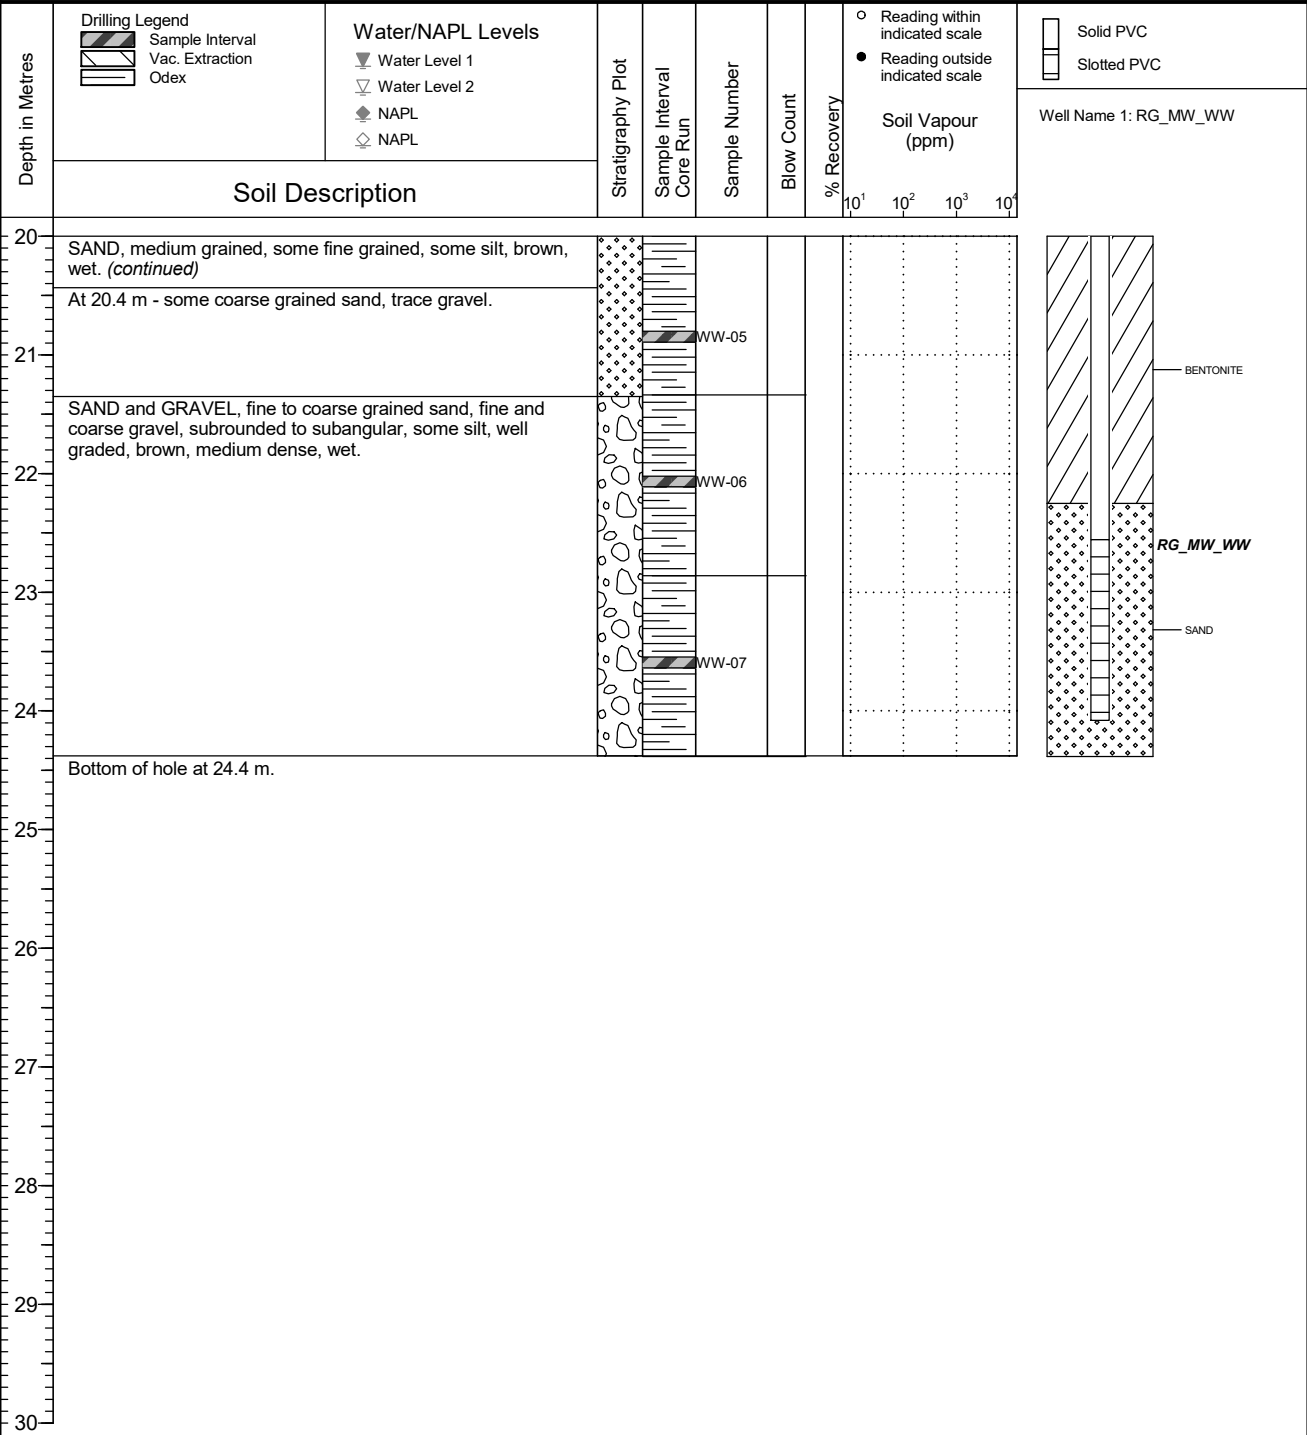 Depth in Metres
Drilling Legend
Sample Interval
Vac. Extraction
Odex
Water/NAPL Levels
Water Level 1
Water Level 2
NAPL
NAPL
Soil Description
Stratigraphy Plot
Sample Interval
Core Run
Sample Number
Blow Count
% Recovery
Reading within
indicated scale
Reading outside
indicated scale
Soil Vapour
(ppm)
10¹ 10² 10³ 10⁴
Solid PVC
Slotted PVC
Well Name 1: RG_MW_WW
20
SAND, medium grained, some fine grained, some silt, brown,
wet. (continued)
At 20.4 m - some coarse grained sand, trace gravel.
WW-05
21
BENTONITE
SAND and GRAVEL, fine to coarse grained sand, fine and
coarse gravel, subrounded to subangular, some silt, well
graded, brown, medium dense, wet.
22
WW-06
RG_MW_WW
23
SAND
WW-07
24
Bottom of hole at 24.4 m.
25
26
27
28
29
30